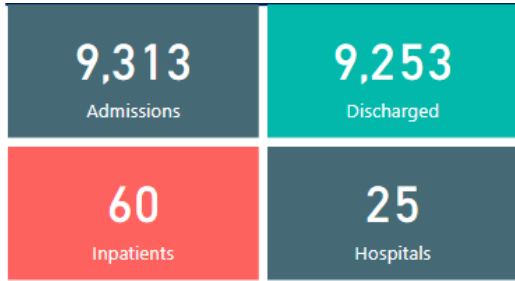 9,313
Admissions
9,253
Discharged
60
Inpatients
25
Hospitals